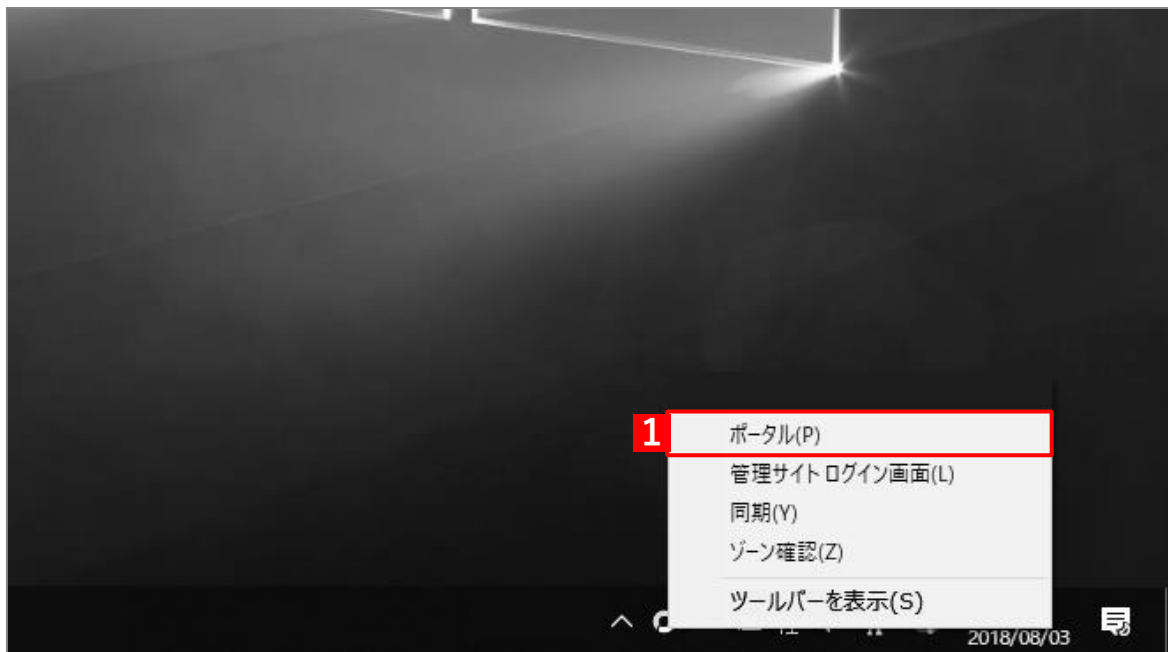 1
ポータル(P)
管理サイトログイン画面(L)
同期(Y)
ゾーン確認(Z)
ツールバーを表示(S)
2018/08/03